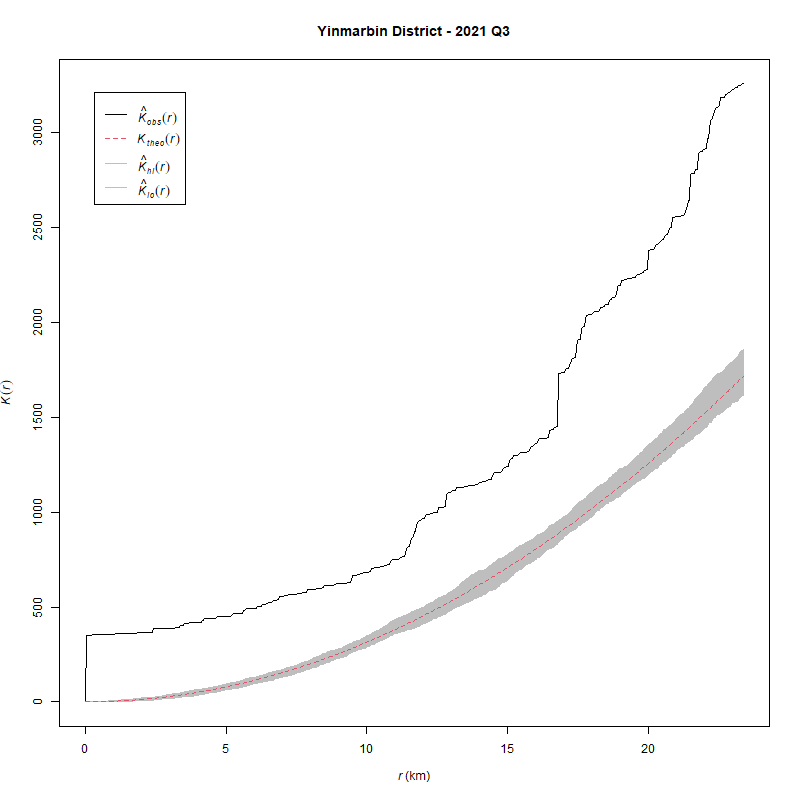 Yinmarbin District - 2021 Q3
K̂obs(r)
Ktheo(r)
K̂hi(r)
K̂lo(r)
K(r)
0
500
1000
1500
2000
2500
3000
0 5 10 15 20
r (km)